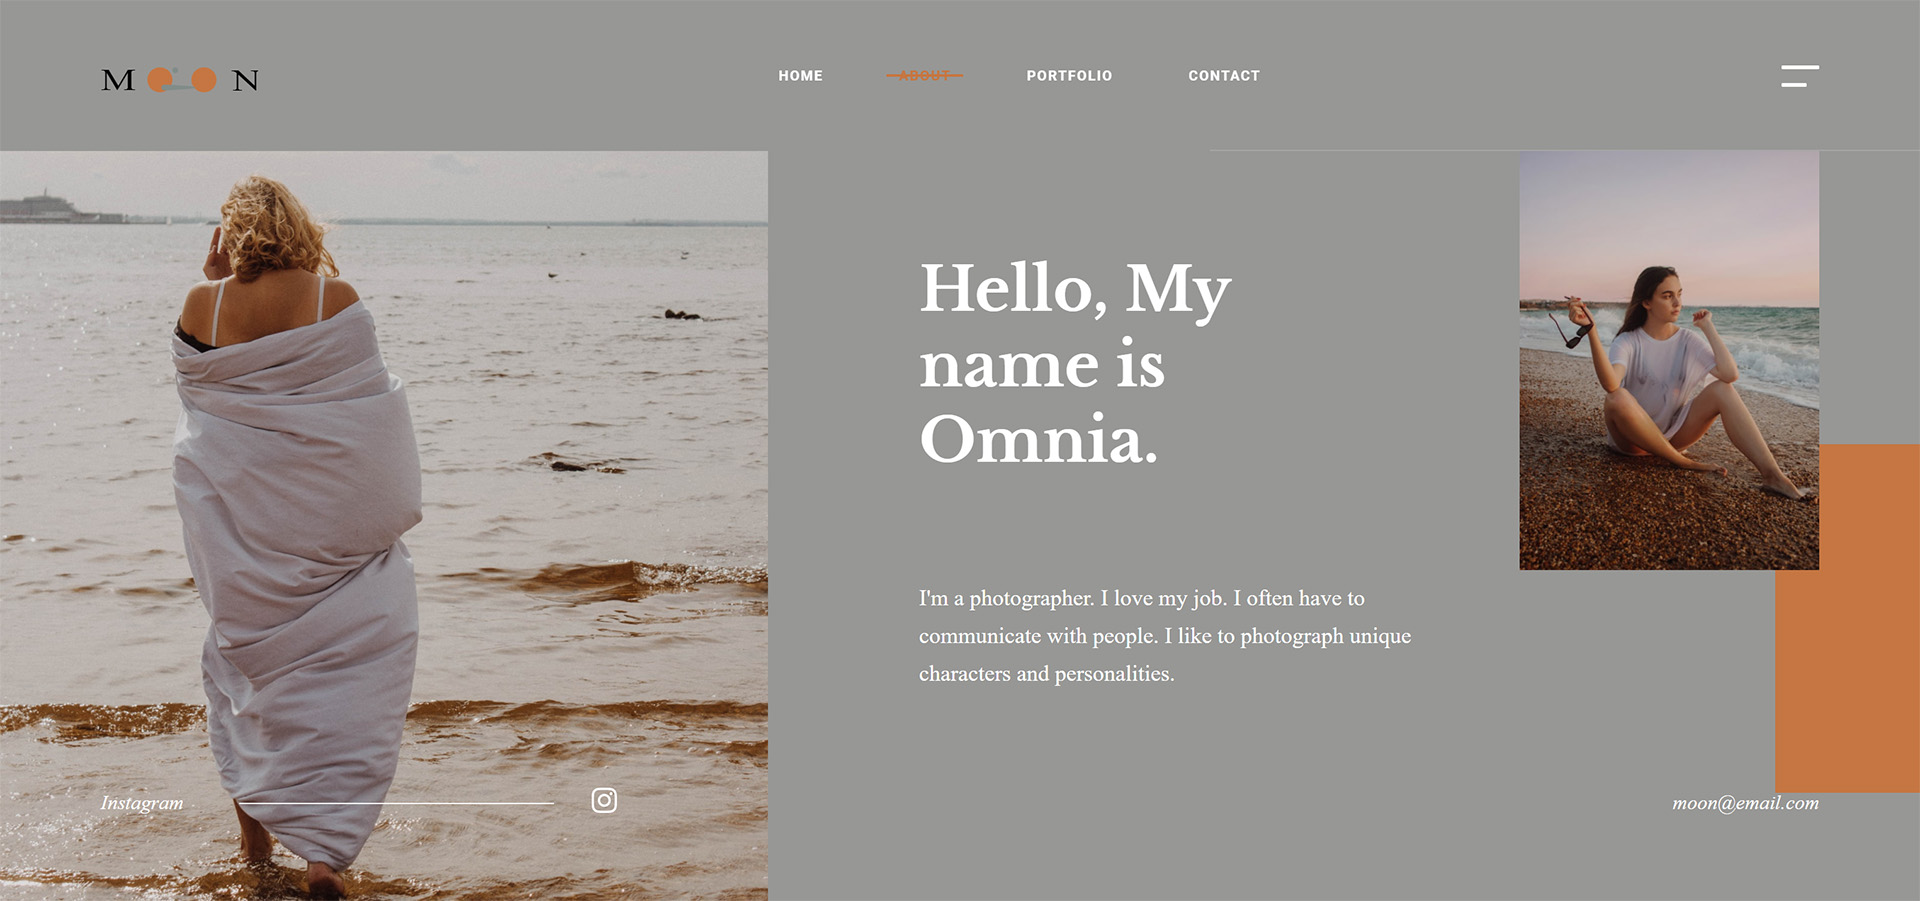 MOON
HOME ABOUT PORTFOLIO CONTACT
Hello, My
name is
Omnia.
I'm a photographer. I love my job. I often have to
communicate with people. I like to photograph unique
characters and personalities.
Instagram
moon@email.com